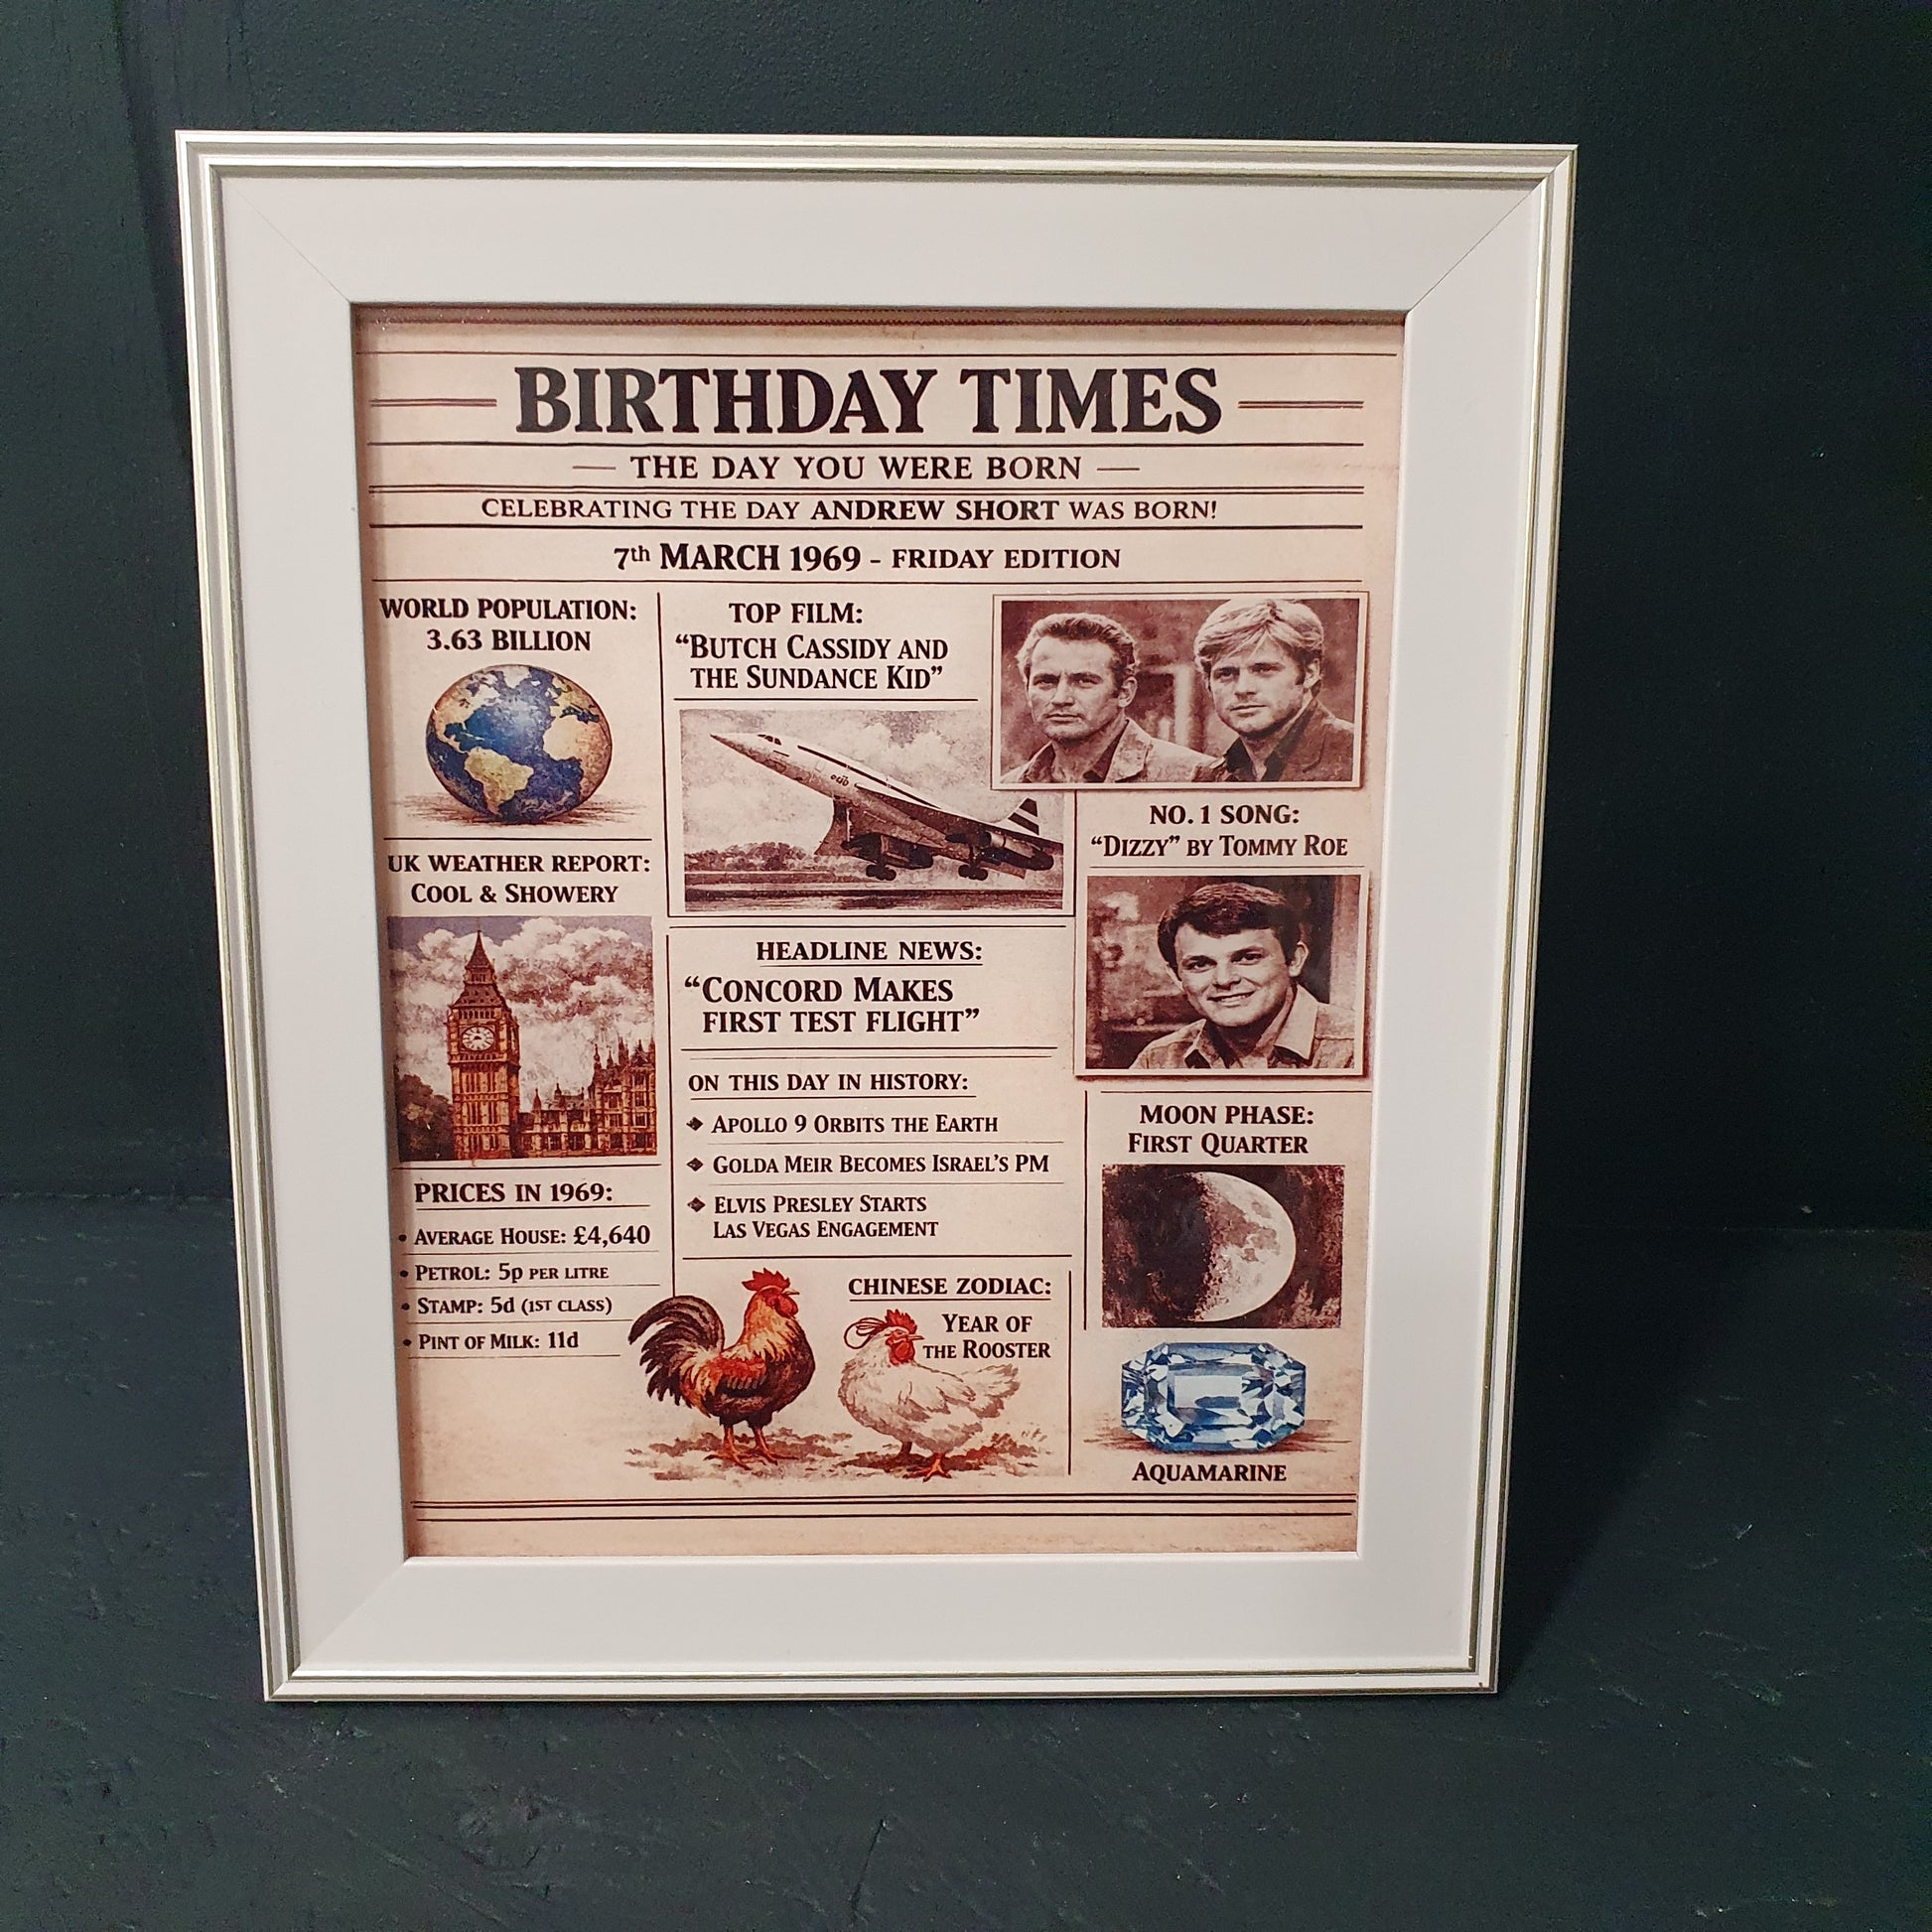 BIRTHDAY TIMES
THE DAY YOU WERE BORN
CELEBRATING THE DAY ANDREW SHORT WAS BORN!
7th MARCH 1969 - FRIDAY EDITION
WORLD POPULATION:
3.63 BILLION
UK WEATHER REPORT:
COOL & SHOWERY
PRICES IN 1969:
• AVERAGE HOUSE: £4,640
• PETROL: 5p PER LITRE
• STAMP: 5d (1ST CLASS)
• PINT OF MILK: 11d
TOP FILM:
“BUTCH CASSIDY AND
THE SUNDANCE KID”
HEADLINE NEWS:
“CONCORD MAKES
FIRST TEST FLIGHT”
ON THIS DAY IN HISTORY:
❖ APOLLO 9 ORBITS THE EARTH
❖ GOLDA MEIR BECOMES ISRAEL’S PM
❖ ELVIS PRESLEY STARTS
LAS VEGAS ENGAGEMENT
CHINESE ZODIAC:
YEAR OF
THE ROOSTER
NO. 1 SONG:
“DIZZY” BY TOMMY ROE
MOON PHASE:
FIRST QUARTER
AQUAMARINE